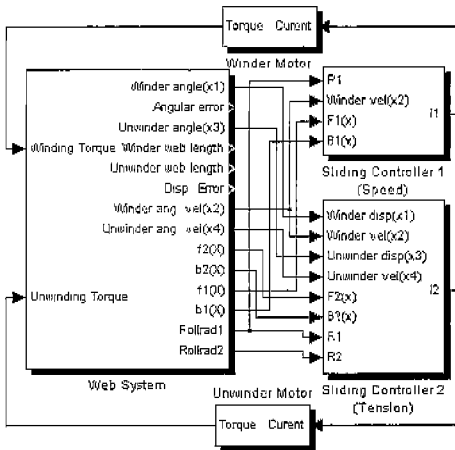 Torque Curent
Winder Motor
Winder angle(x1)
Angular error
Unwinder angle(x3)
Winding Torque Winder web length
Unwinder web length
Disp Error
Winder ang vel(x2)
Unwinder ang vel(x4)
f2(X)
b2(X)
Unwinding Torque
f1(X)
b1(X)
Rollrad1
Rollrad2
Web System
R1
Winder vel(x2)
F1(x)
B1(x)
i1
Sliding Controller 1
(Speed)
Winder disp(x1)
Winder vel(x2)
Unwinder disp(x3)
Unwinder vel(x4)
F2(x)
B2(x)
R1
R2
i2
Sliding Controller 2
(Tension)
Unwinder Motor
Torque Curent